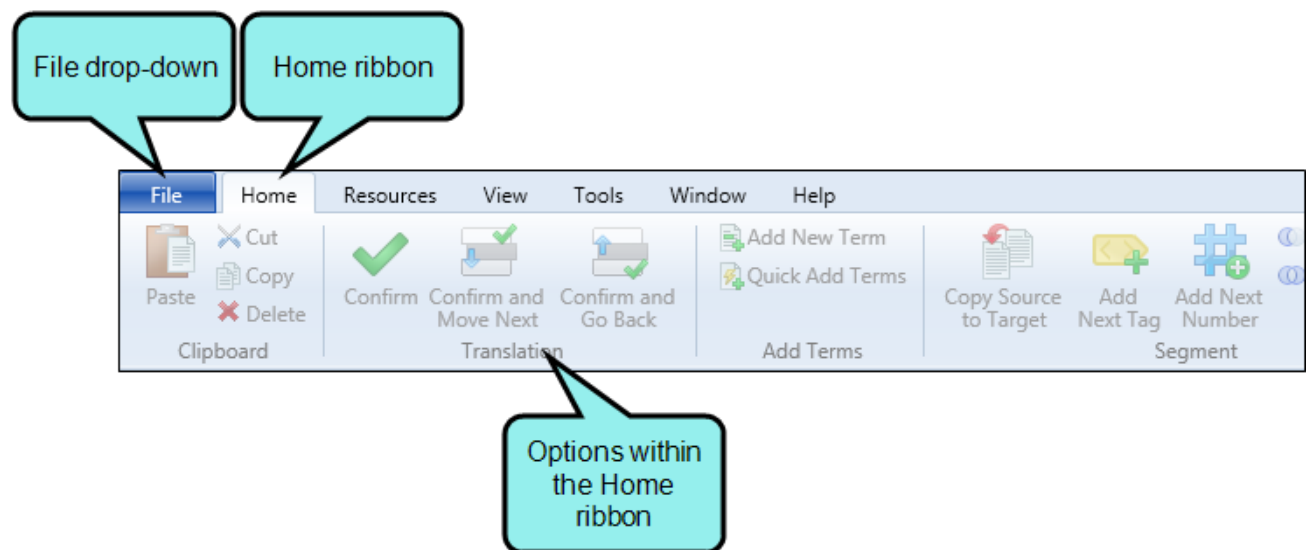 File drop-down
Home ribbon
File Home Resources View Tools Window Help
Paste
Cut
Copy
Delete
Clipboard
Confirm
Confirm and
Move Next
Confirm and
Go Back
Translation
Add New Term
Quick Add Terms
Add Terms
Copy Source
to Target
Add
Next Tag
Add Next
Number
Segment
Options within
the Home
ribbon